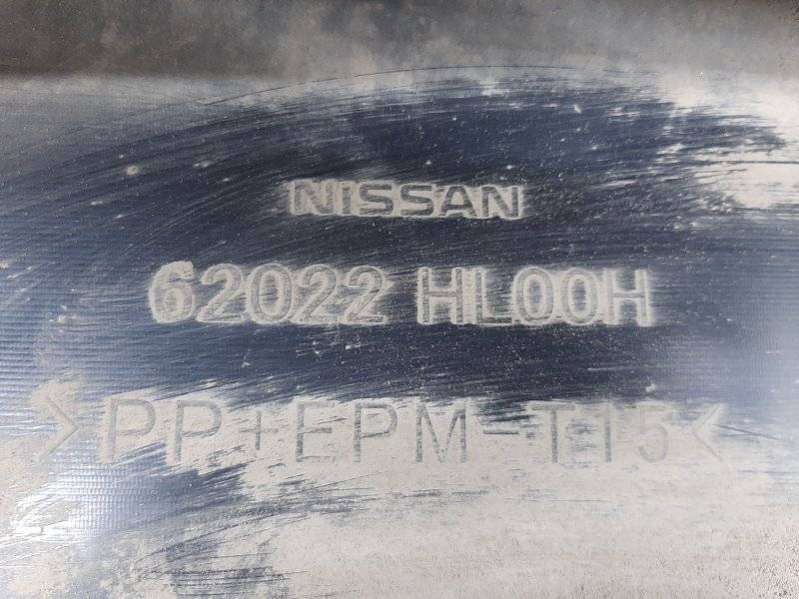 NISSAN
62022 HL00H
>PP+EPM-T15<